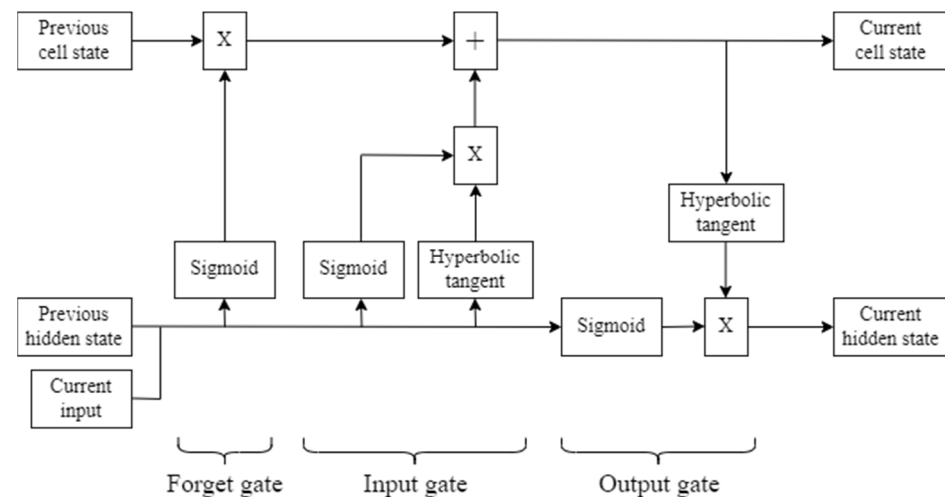 Previous
cell state
X
+
Current
cell state
X
Hyperbolic
tangent
Sigmoid
Sigmoid
Hyperbolic
tangent
Previous
hidden state
Sigmoid
X
Current
hidden state
Current
input
Forget gate
Input gate
Output gate